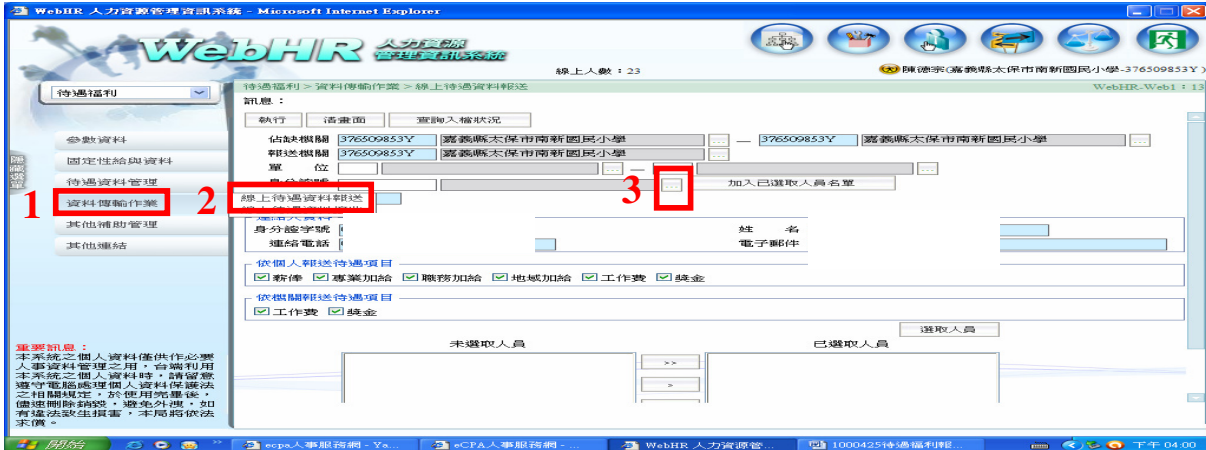 WebHR 人力資源管理資訊系統 - Microsoft Internet Explorer
WebHR 人力資源
管理資訊系統
線上人數：23
陳德宗(嘉義縣太保市南新國民小學-376509853Y)
待遇福利
待遇福利>資料傳輸作業>線上待遇資料報送
WebHR-Web1：13
訊息：
執行 清畫面 查詢入檔狀況
佔缺機關 376509853Y 嘉義縣太保市南新國民小學 ... — 376509853Y 嘉義縣太保市南新國民小學 ...
報送機關 376509853Y 嘉義縣太保市南新國民小學 ...
單 位 ... — ...
... 加入已選取人員名單
參數資料
固定性給與資料
待遇資料管理
資料傳輸作業
其他補助管理
其他連結
隱藏選單
1
2
3
線上待遇資料報送
身分證字號 姓 名
連絡電話 電子郵件
依個人報送待遇項目
薪俸 專業加給 職務加給 地域加給 工作費 獎金
依機關報送待遇項目
工作費 獎金
選取人員
未選取人員 已選取人員
>>
>
重要訊息：
本系統之個人資料僅供作必要
人事資料管理之用，台端利用
本系統之個人資料時，請留意
遵守電腦處理個人資料保護法
之相關規定，於使用完畢後，
儘速刪除銷毀，避免外洩，如
有違法致生損害，本局將依法
求償。
開始 ecpa人事服務網 - Ya... eCPA人事服務網 - ... WebHR 人力資源管... 1000425待遇福利報... 下午 04:00